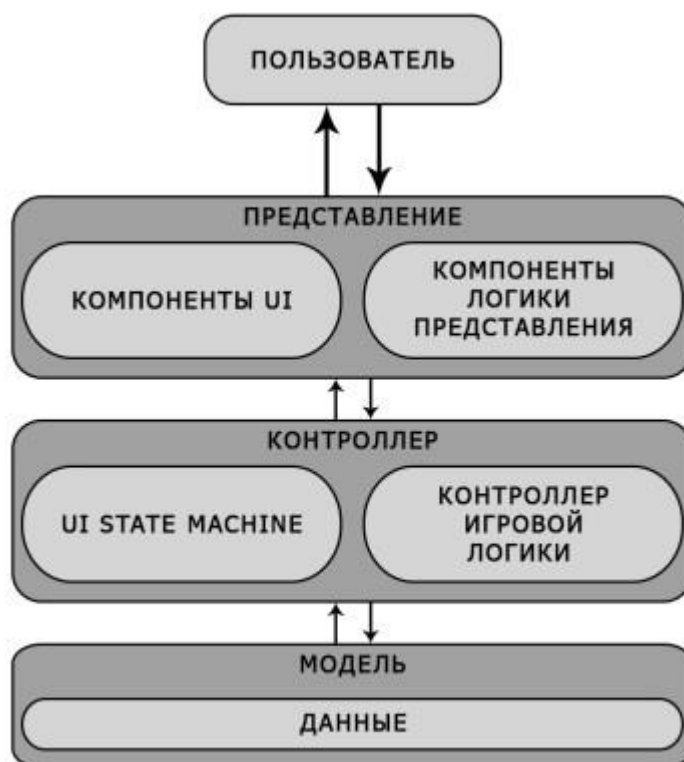 ПОЛЬЗОВАТЕЛЬ
ПРЕДСТАВЛЕНИЕ
КОМПОНЕНТЫ UI
КОМПОНЕНТЫ
ЛОГИКИ
ПРЕДСТАВЛЕНИЯ
КОНТРОЛЛЕР
UI STATE MACHINE
КОНТРОЛЛЕР
ИГРОВОЙ
ЛОГИКИ
МОДЕЛЬ
ДАННЫЕ